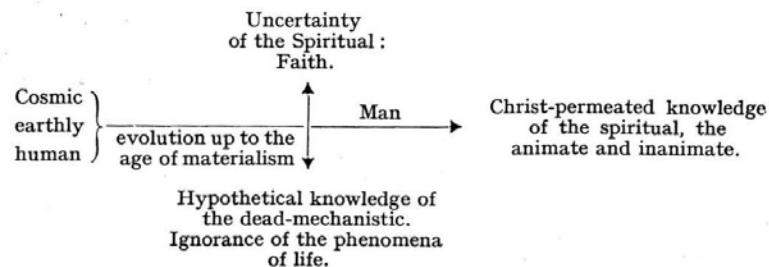 Uncertainty
of the Spiritual :
Faith.
Cosmic
earthly
human
evolution up to the
age of materialism
Man
Christ-permeated knowledge
of the spiritual, the
animate and inanimate.
Hypothetical knowledge of
the dead-mechanistic.
Ignorance of the phenomena
of life.